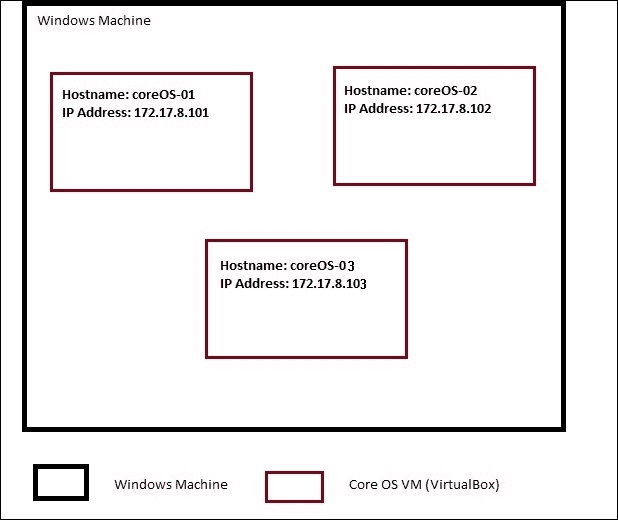 Windows Machine
Hostname: coreOS-01
IP Address: 172.17.8.101
Hostname: coreOS-02
IP Address: 172.17.8.102
Hostname: coreOS-03
IP Address: 172.17.8.103
Windows Machine
Core OS VM (VirtualBox)